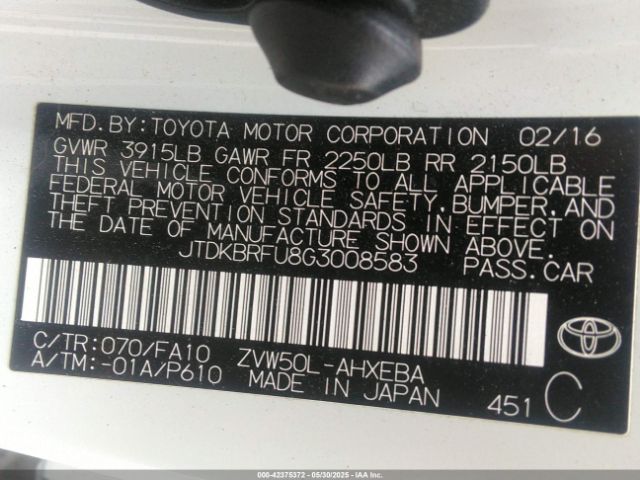 MFD.BY:TOYOTA MOTOR CORPORATION 02/16
GVWR 3915LB GAWR FR 2250LB RR 2150LB
THIS VEHICLE CONFORMS TO ALL APPLICABLE
FEDERAL MOTOR VEHICLE SAFETY,BUMPER,AND
THEFT PREVENTION STANDARDS IN EFFECT ON
THE DATE OF MANUFACTURE SHOWN ABOVE.
JTDKBRFU8G3008583 PASS.CAR
C/TR:070/FA10 ZVW50L-AHXEBA
A/TM:-01A/P610 MADE IN JAPAN
451 C
000-42375372 - 05/30/2025 - IAA Inc.